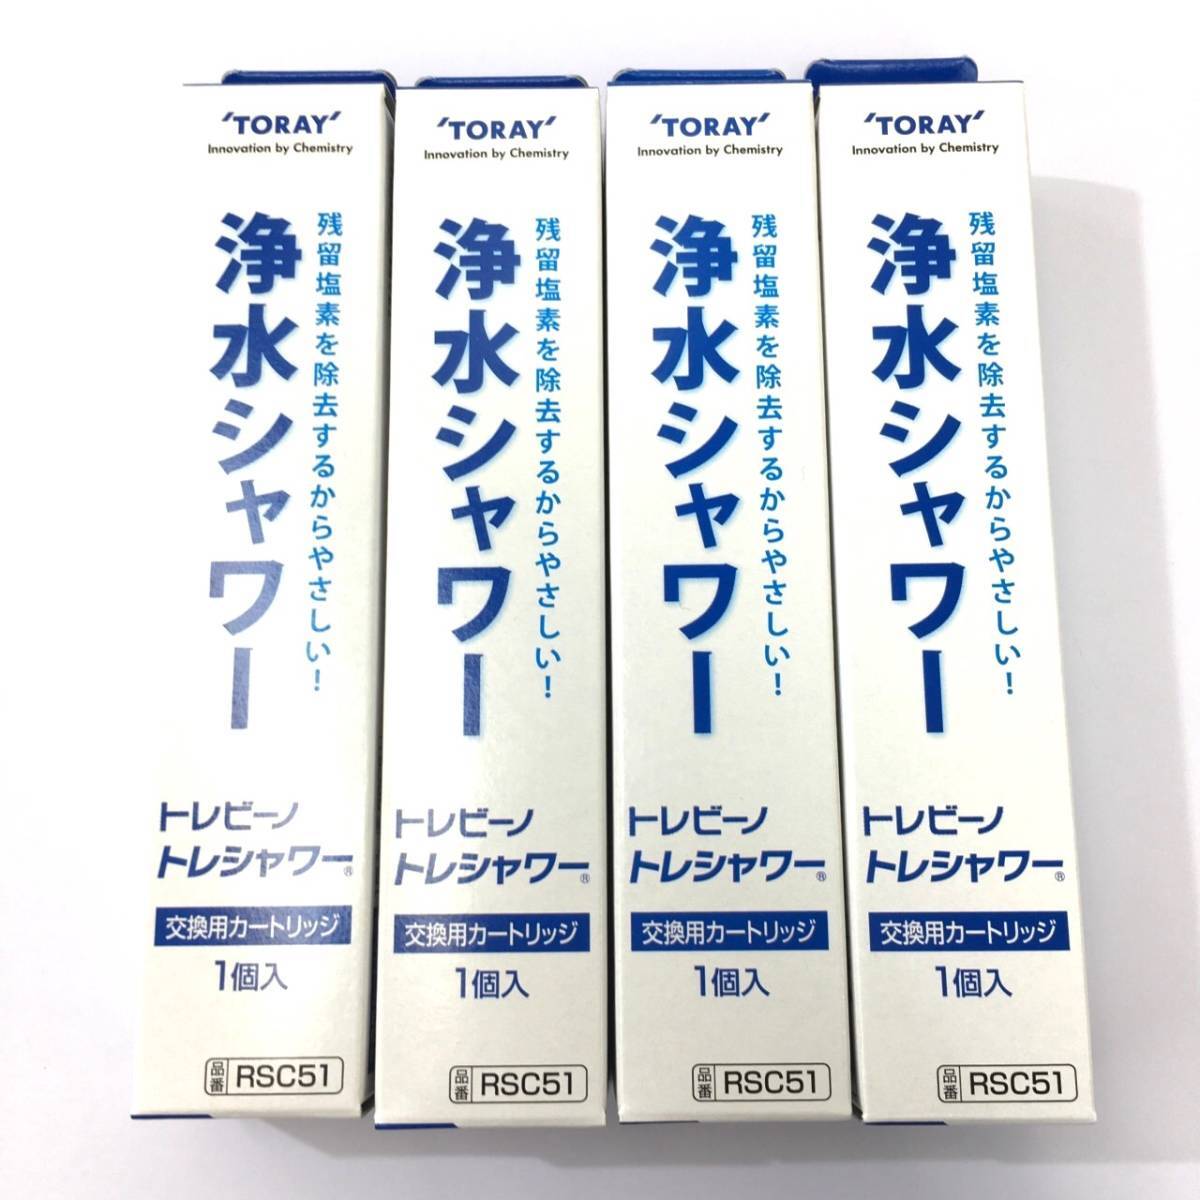 TORAY
Innovation by Chemistry
浄水シャワー
残留塩素を除去するからやさしい!
トレビーノ
トレシャワー®
交換用カートリッジ
1個入
品番 RSC51
TORAY
Innovation by Chemistry
浄水シャワー
残留塩素を除去するからやさしい!
トレビーノ
トレシャワー®
交換用カートリッジ
1個入
品番 RSC51
TORAY
Innovation by Chemistry
浄水シャワー
残留塩素を除去するからやさしい!
トレビーノ
トレシャワー®
交換用カートリッジ
1個入
品番 RSC51
TORAY
Innovation by Chemistry
浄水シャワー
残留塩素を除去するからやさしい!
トレビーノ
トレシャワー®
交換用カートリッジ
1個入
品番 RSC51